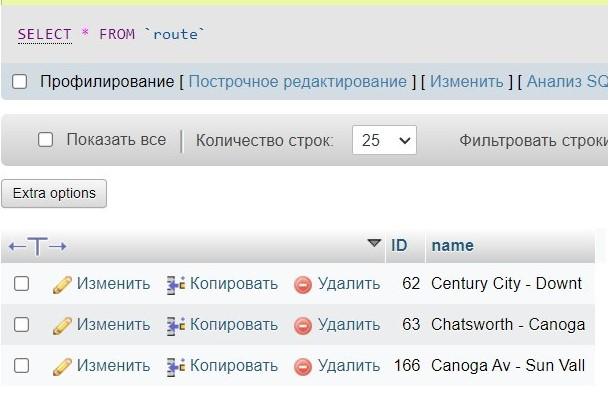 SELECT * FROM `route`
Профилирование [ Построчное редактирование ] [ Изменить ] [ Анализ SQ
Показать все Количество строк: 25 Фильтровать строки
Extra options
ID name
Изменить Копировать Удалить 62 Century City - Downt
Изменить Копировать Удалить 63 Chatsworth - Canoga
Изменить Копировать Удалить 166 Canoga Av - Sun Vall